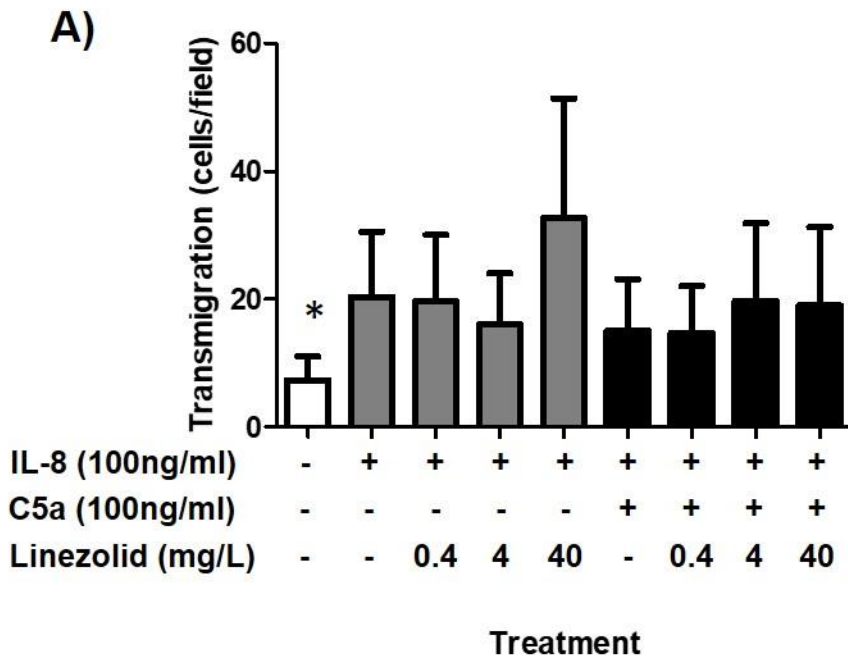 A)
Transmigration (cells/field)
60
40
20
0
*
IL-8 (100ng/ml) - + + + + + + + +
C5a (100ng/ml) - - - - - + + + +
Linezolid (mg/L) - - 0.4 4 40 - 0.4 4 40
Treatment